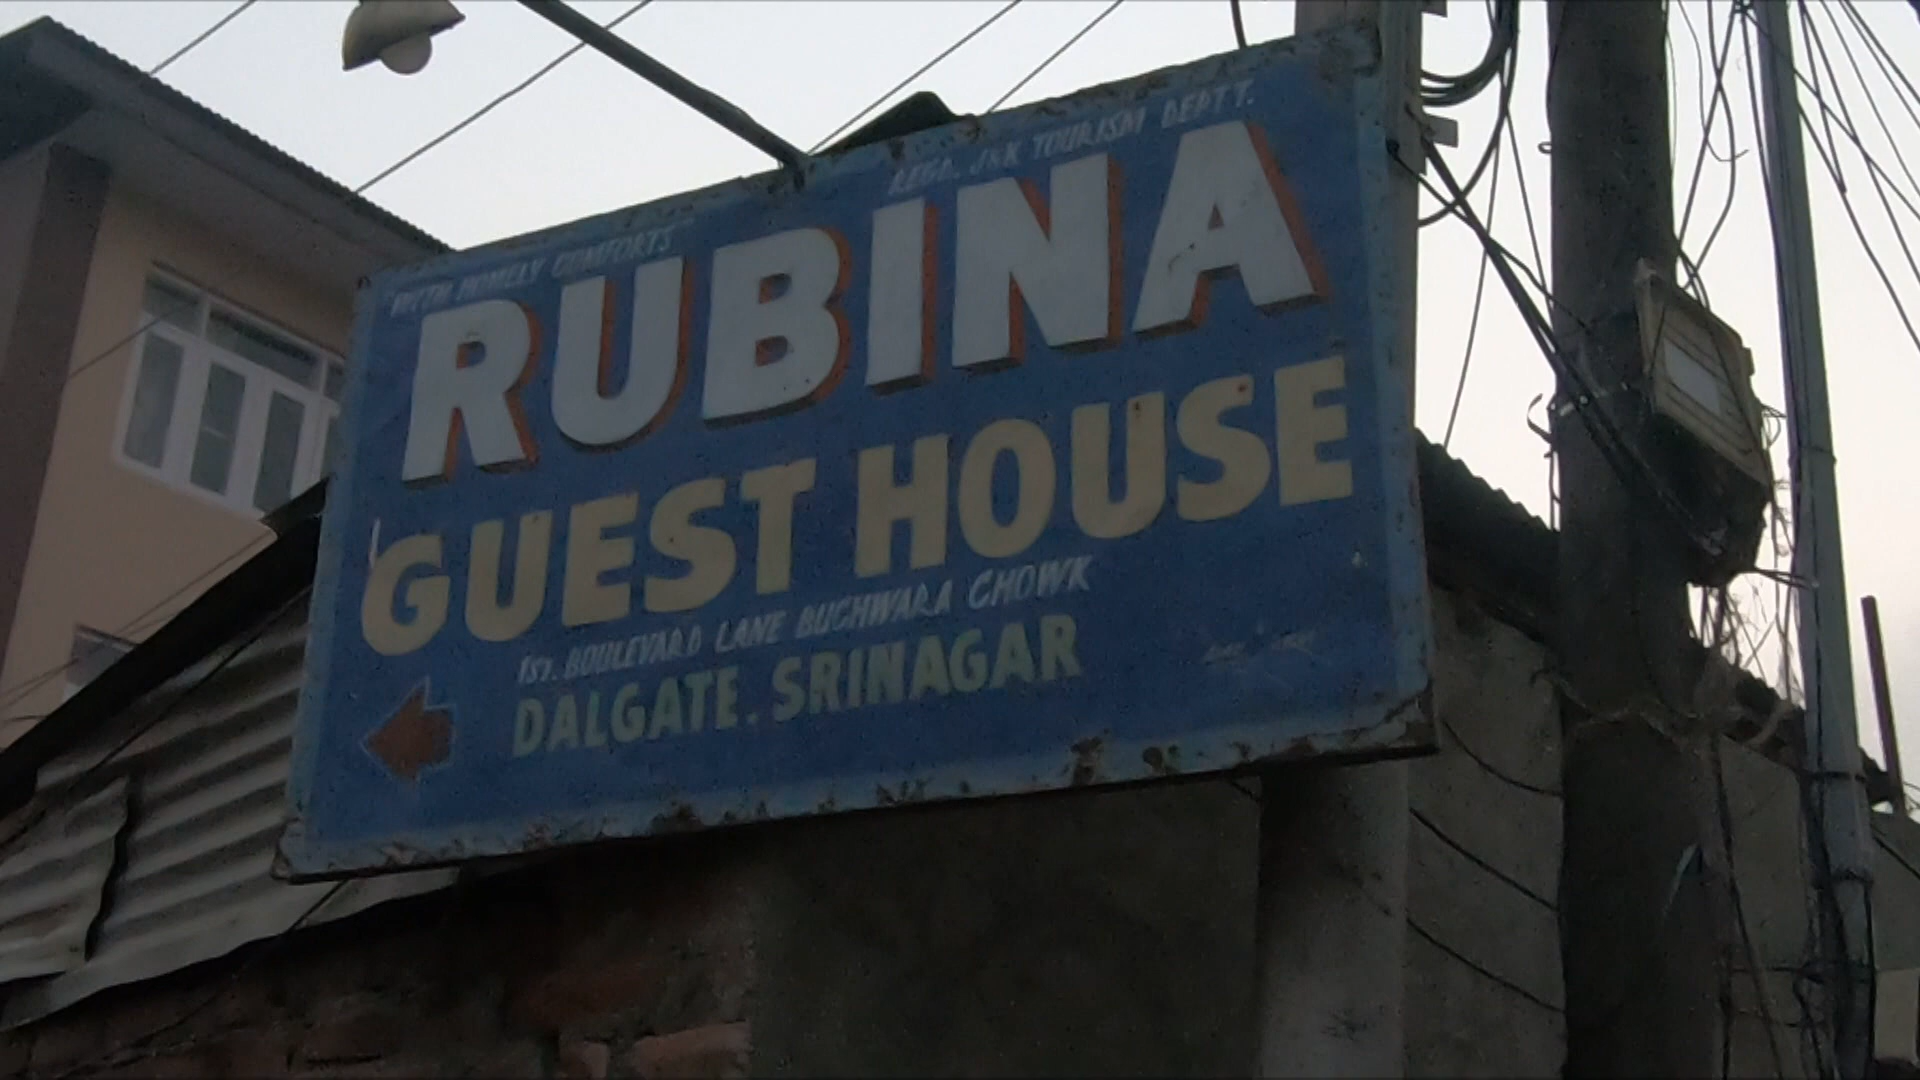 "WITH HOMELY COMFORTS"
REGD. J&K TOURISM DEPTT.
RUBINA
GUEST HOUSE
1ST. BOULEVARD LANE BUCHWARA CHOWK
DALGATE. SRINAGAR